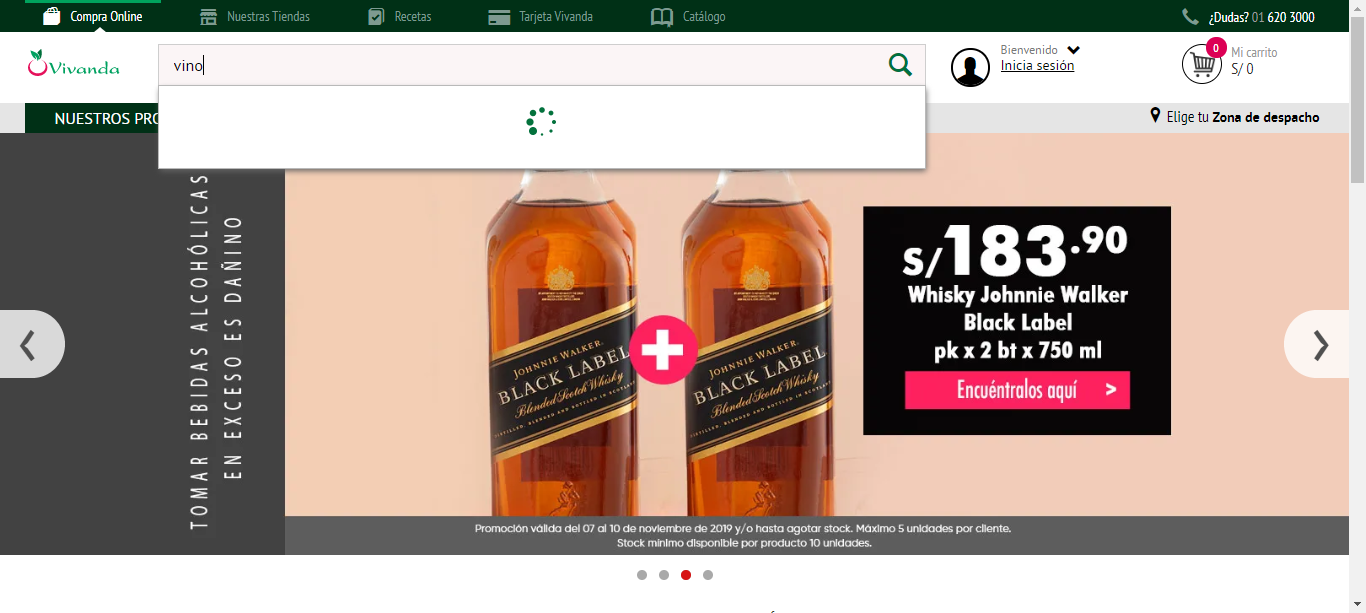 Compra Online
Nuestras Tiendas
Recetas
Tarjeta Vivanda
Catálogo
¿Dudas? 01 620 3000
Vivanda
vino
Bienvenido
Inicia sesión
0
Mi carrito
S/ 0
NUESTROS PRO
Elige tu Zona de despacho
TOMAR BEBIDAS ALCOHÓLICAS
EN EXCESO ES DAÑINO
JOHNNIE WALKER.
BLACK LABEL
Blended Scotch Whisky
JOHNNIE WALKER.
BLACK LABEL
Blended Scotch Whisky
S/183.90
Whisky Johnnie Walker
Black Label
pk x 2 bt x 750 ml
Encuéntralos aquí >
Promoción válida del 07 al 10 de noviembre de 2019 y/o hasta agotar stock. Máximo 5 unidades por cliente.
Stock mínimo disponible por producto 10 unidades.